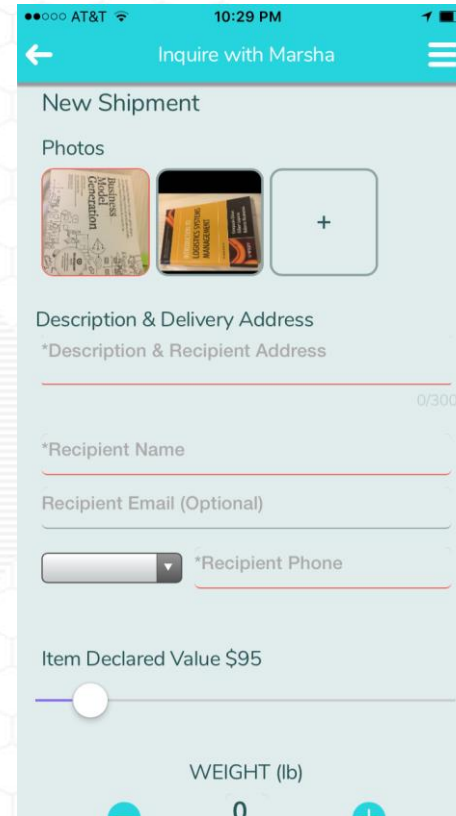 ●●○○○ AT&T 10:29 PM
Inquire with Marsha
New Shipment
Photos
Business
Model
Generation
LOGISTICS SYSTEMS
MANAGEMENT
+
Description & Delivery Address
*Description & Recipient Address
0/300
*Recipient Name
Recipient Email (Optional)
*Recipient Phone
Item Declared Value $95
WEIGHT (lb)
0